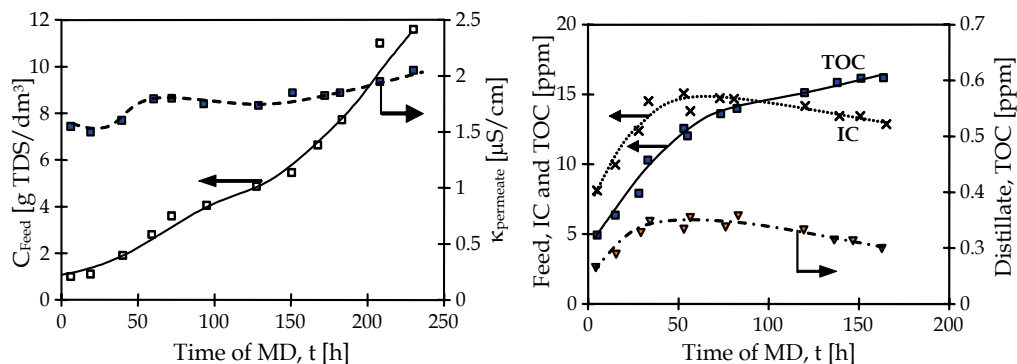 12
10
8
6
4
2
0
C_Feed [g TDS/dm³]
2.5
2
1.5
1
0.5
0
κ_permeate [μS/cm]
0 50 100 150 200 250
Time of MD, t [h]
20
15
10
5
0
Feed, IC and TOC [ppm]
TOC
IC
0.7
0.6
0.5
0.4
0.3
0.2
0.1
0
Distillate, TOC [ppm]
0 50 100 150 200
Time of MD, t [h]